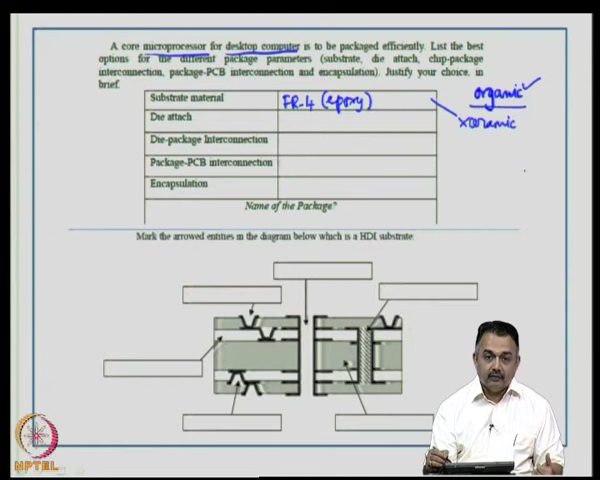 A core microprocessor for desktop computer is to be packaged efficiently. List the best
options for the different package parameters (substrate, die attach, chip-package
interconnection, package-PCB interconnection and encapsulation). Justify your choice, in
brief.
Substrate material FR-4 (epoxy)
organic ✓
xceramic
Die attach
Die-package Interconnection
Package-PCB interconnection
Encapsulation
Name of the Package?
Mark the arrowed entities in the diagram below which is a HDI substrate:
NPTEL